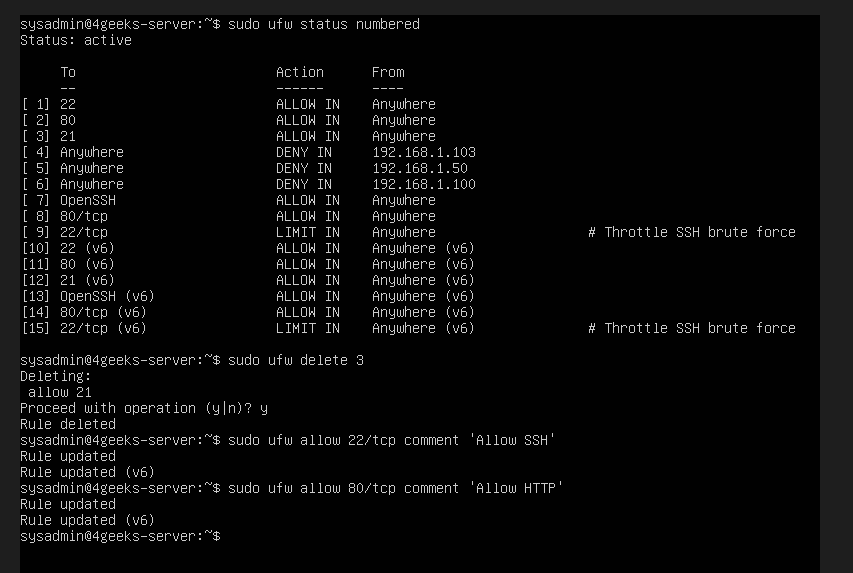 sysadmin@4geeks-server:~$ sudo ufw status numbered
Status: active
     To                         Action      From
     --                         ------      ----
[ 1] 22                         ALLOW IN    Anywhere
[ 2] 80                         ALLOW IN    Anywhere
[ 3] 21                         ALLOW IN    Anywhere
[ 4] Anywhere                   DENY IN     192.168.1.103
[ 5] Anywhere                   DENY IN     192.168.1.50
[ 6] Anywhere                   DENY IN     192.168.1.100
[ 7] OpenSSH                    ALLOW IN    Anywhere
[ 8] 80/tcp                     ALLOW IN    Anywhere
[ 9] 22/tcp                     LIMIT IN    Anywhere                   # Throttle SSH brute force
[10] 22 (v6)                    ALLOW IN    Anywhere (v6)
[11] 80 (v6)                    ALLOW IN    Anywhere (v6)
[12] 21 (v6)                    ALLOW IN    Anywhere (v6)
[13] OpenSSH (v6)               ALLOW IN    Anywhere (v6)
[14] 80/tcp (v6)                ALLOW IN    Anywhere (v6)
[15] 22/tcp (v6)                LIMIT IN    Anywhere (v6)              # Throttle SSH brute force
sysadmin@4geeks-server:~$ sudo ufw delete 3
Deleting:
 allow 21
Proceed with operation (y|n)? y
Rule deleted
sysadmin@4geeks-server:~$ sudo ufw allow 22/tcp comment 'Allow SSH'
Rule updated
Rule updated (v6)
sysadmin@4geeks-server:~$ sudo ufw allow 80/tcp comment 'Allow HTTP'
Rule updated
Rule updated (v6)
sysadmin@4geeks-server:~$